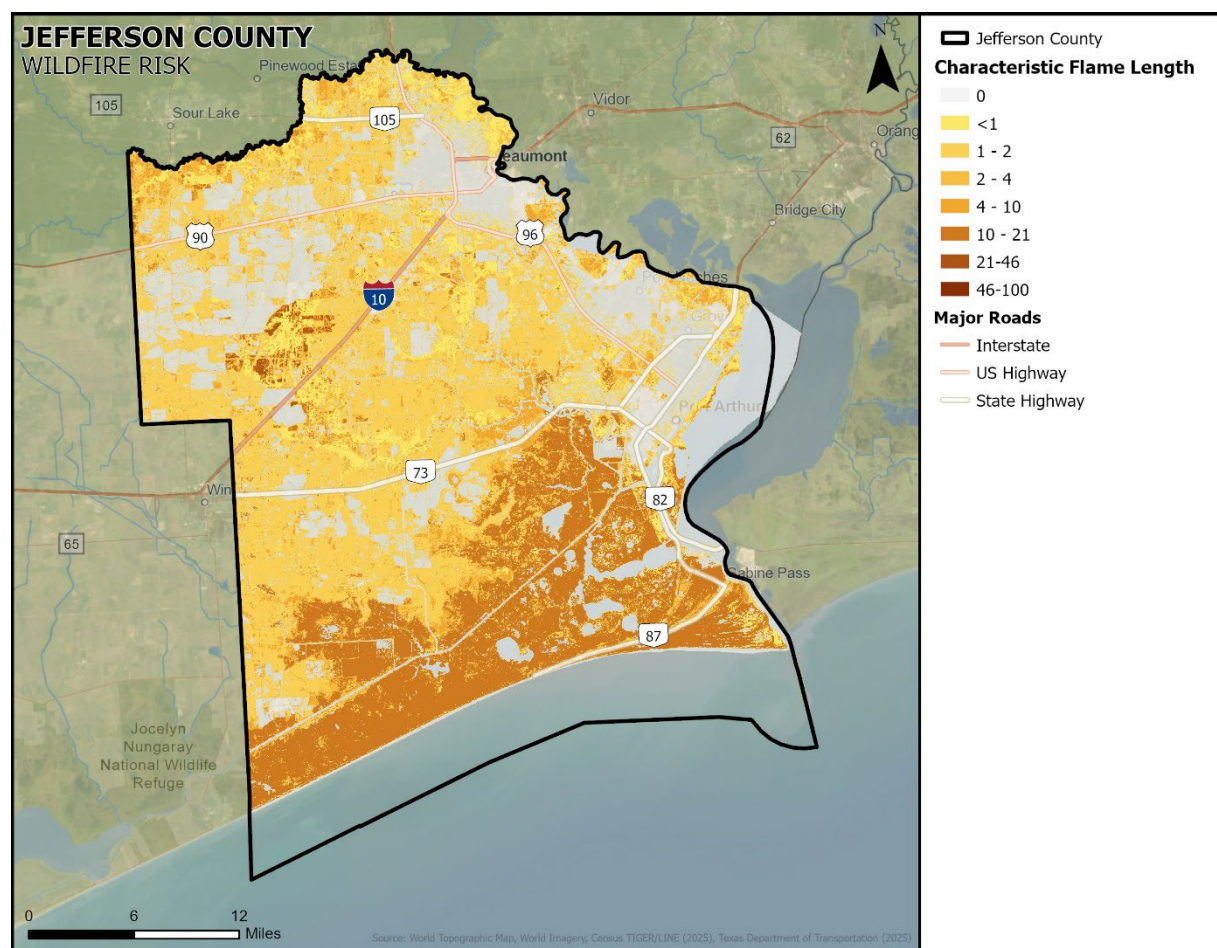 JEFFERSON COUNTY
WILDFIRE RISK
Pinewood Esta
105
Sour Lake
105
Vidor
62
Orang
Beaumont
Bridge City
90
96
10
Groves
Port Arthur
73
Win
82
65
Sabine Pass
87
Jocelyn
Nungaray
National Wildlife
Refuge
0 6 12
Miles
Source: World Topographic Map, World Imagery, Census TIGER/LINE (2025), Texas Department of Transportation (2025)
N
Jefferson County
Characteristic Flame Length
0
<1
1 - 2
2 - 4
4 - 10
10 - 21
21-46
46-100
Major Roads
Interstate
US Highway
State Highway